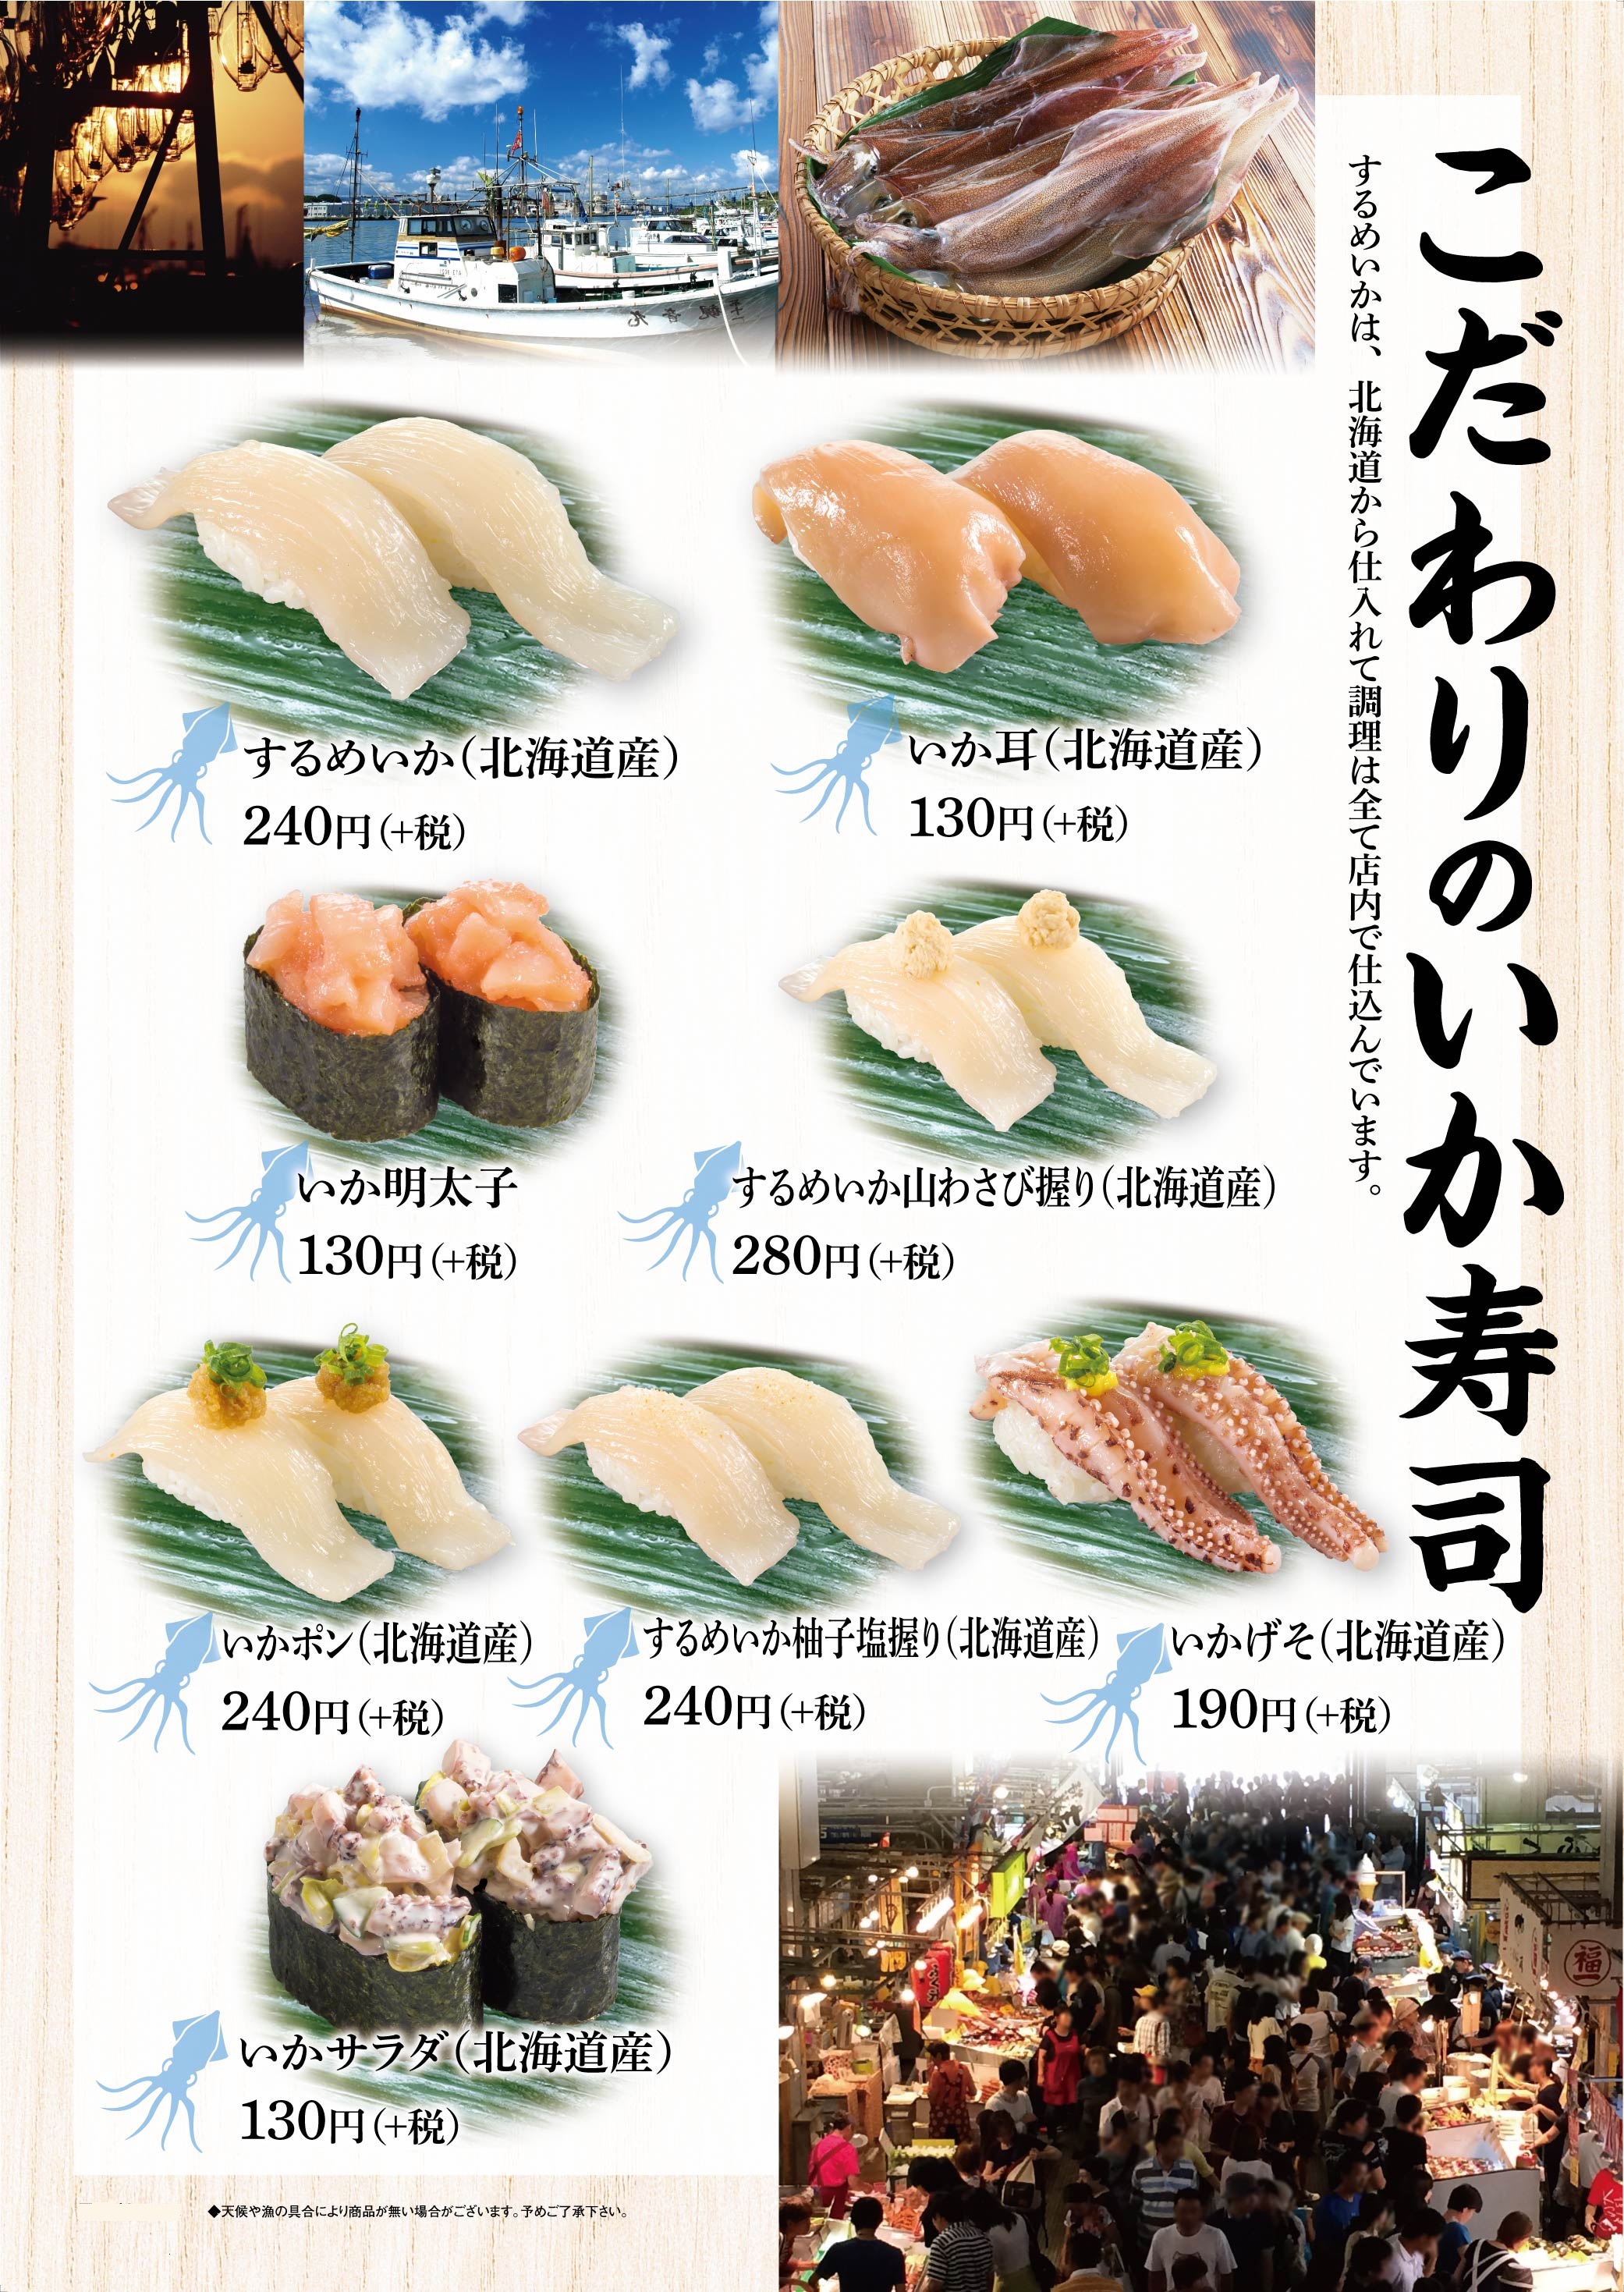 こだわりのいか寿司
するめいかは、北海道から仕入れて調理は全て店内で仕込んでいます。
するめいか(北海道産)
240円(+税)
いか耳(北海道産)
130円(+税)
いか明太子
130円(+税)
するめいか山わさび握り(北海道産)
280円(+税)
いかポン(北海道産)
240円(+税)
するめいか柚子塩握り(北海道産)
240円(+税)
いかげそ(北海道産)
190円(+税)
いかサラダ(北海道産)
130円(+税)
福
◆天候や漁の具合により商品が無い場合がございます。予めご了承下さい。